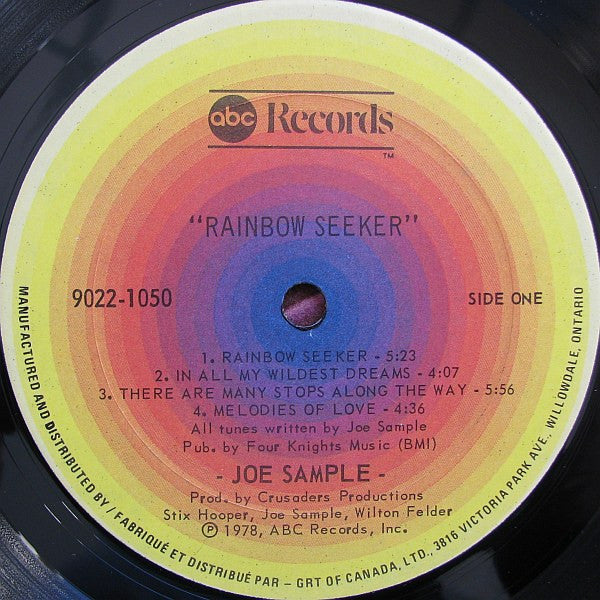 abc Records
TM
"RAINBOW SEEKER"
9022-1050
SIDE ONE
1. RAINBOW SEEKER - 5:23
2. IN ALL MY WILDEST DREAMS - 4:07
3. THERE ARE MANY STOPS ALONG THE WAY - 5:56
4. MELODIES OF LOVE - 4:36
All tunes written by Joe Sample
Pub. by Four Knights Music (BMI)
- JOE SAMPLE -
Prod. by Crusaders Productions
Stix Hooper, Joe Sample, Wilton Felder
℗ 1978, ABC Records, Inc.
MANUFACTURED AND DISTRIBUTED BY / FABRIQUÉ ET DISTRIBUÉ PAR - GRT OF CANADA, LTD., 3816 VICTORIA PARK AVE. WILLOWDALE, ONTARIO